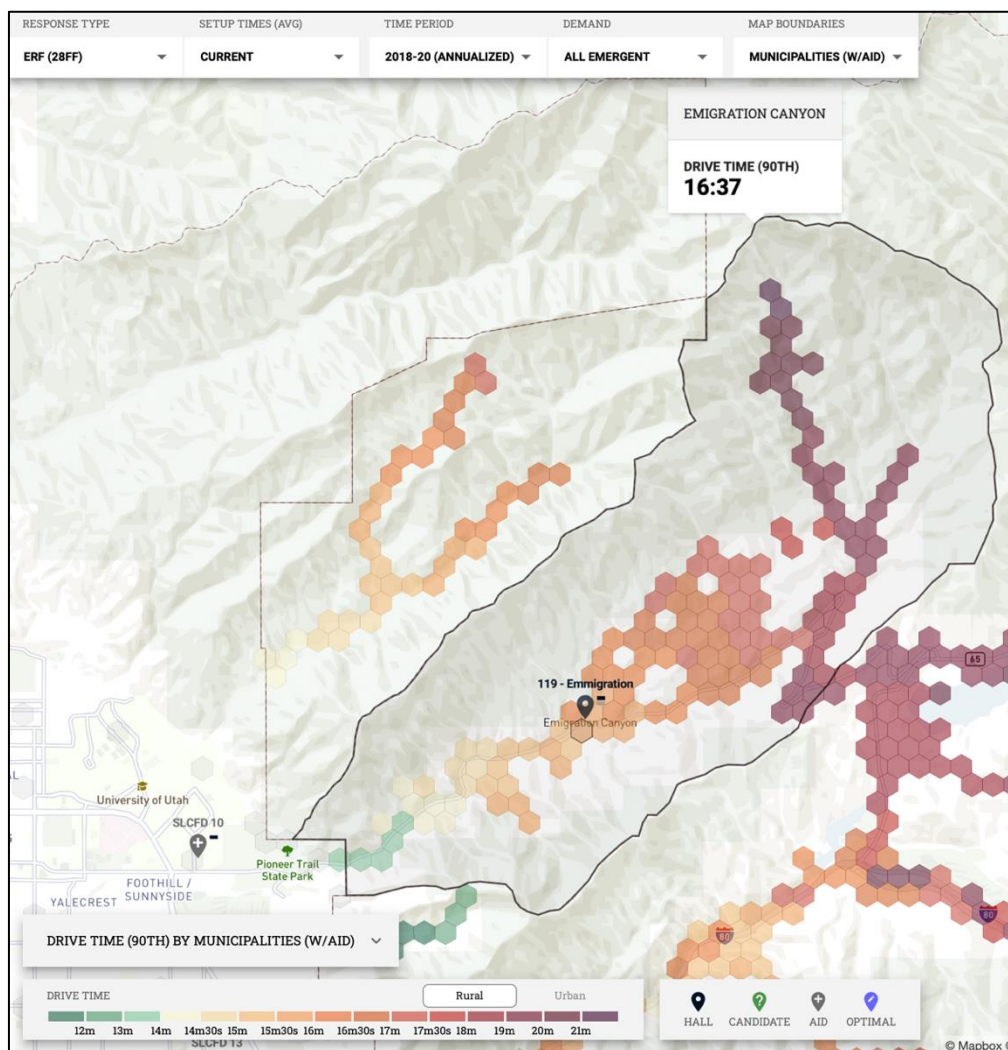 RESPONSE TYPE
SETUP TIMES (AVG)
TIME PERIOD
DEMAND
MAP BOUNDARIES
ERF (28FF)
CURRENT
2018-20 (ANNUALIZED)
ALL EMERGENT
MUNICIPALITIES (W/AID)
EMIGRATION CANYON
DRIVE TIME (90TH)
16:37
65
119 - Emmigration
Emigration Canyon
University of Utah
SLCFD 10
Pioneer Trail
State Park
FOOTHILL /
SUNNYSIDE
YALECREST
80
80
DRIVE TIME (90TH) BY MUNICIPALITIES (W/AID)
DRIVE TIME
Rural
Urban
12m 13m 14m 14m30s 15m 15m30s 16m 16m30s 17m 17m30s 18m 19m 20m 21m
HALL
CANDIDATE
AID
OPTIMAL
SLCFD 13
© Mapbox